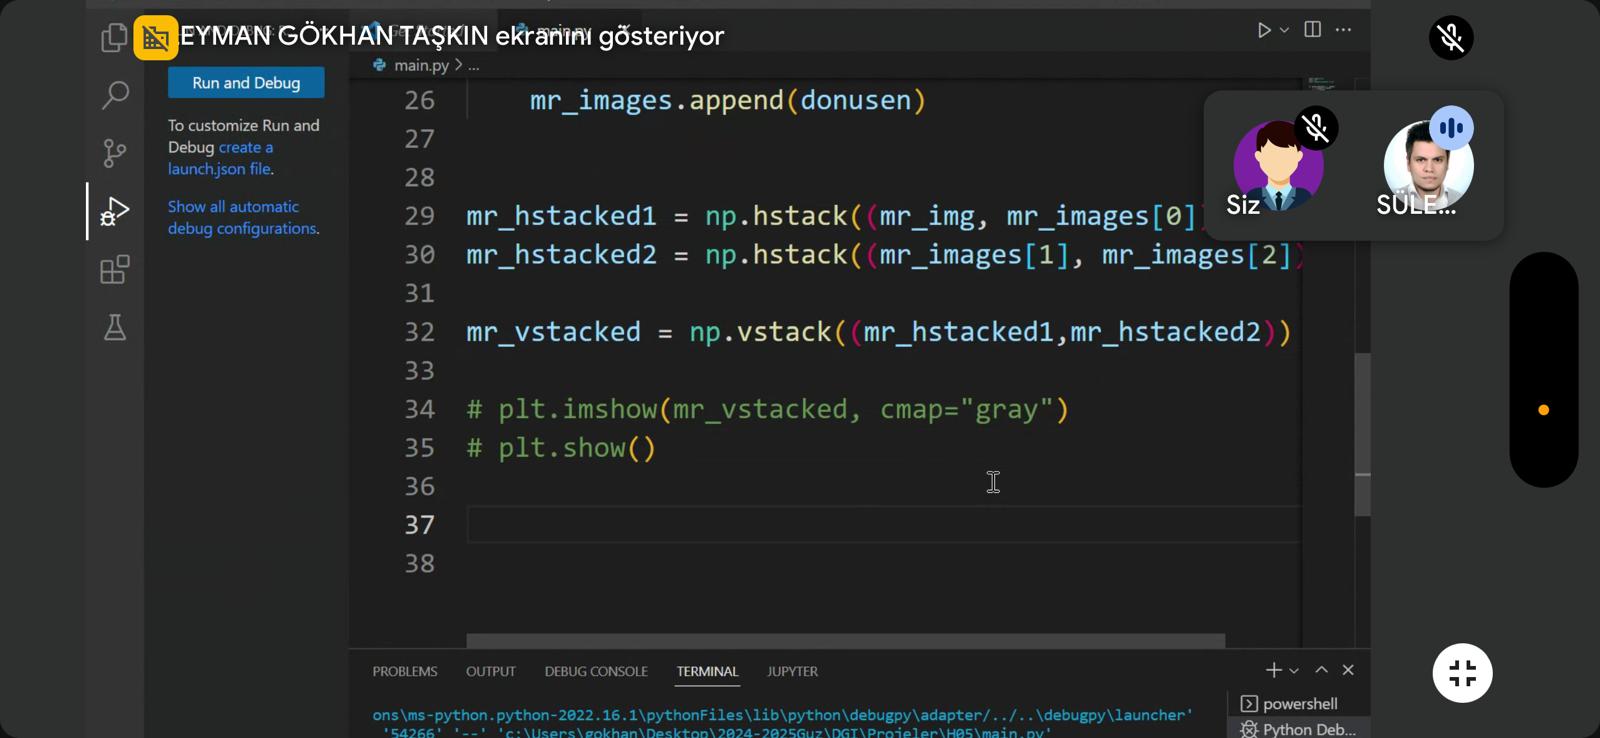 EYMAN GÖKHAN TAŞKIN ekranını gösteriyor
main.py
main.py > ...
Run and Debug
To customize Run and
Debug create a
launch.json file.
Show all automatic
debug configurations.
26 mr_images.append(donusen)
27
28
29 mr_hstacked1 = np.hstack((mr_img, mr_images[0])
30 mr_hstacked2 = np.hstack((mr_images[1], mr_images[2])
31
32 mr_vstacked = np.vstack((mr_hstacked1,mr_hstacked2))
33
34 # plt.imshow(mr_vstacked, cmap="gray")
35 # plt.show()
36
37
38
Siz
SÜLE...
PROBLEMS OUTPUT DEBUG CONSOLE TERMINAL JUPYTER
ons\ms-python.python-2022.16.1\pythonFiles\lib\python\debugpy\adapter/../..\debugpy\launcher'
'54266' '--' 'c:\Users\gokhan\Desktop\2024-2025Guz\DGI\Projeler\H05\main.py'
powershell
Python Deb...